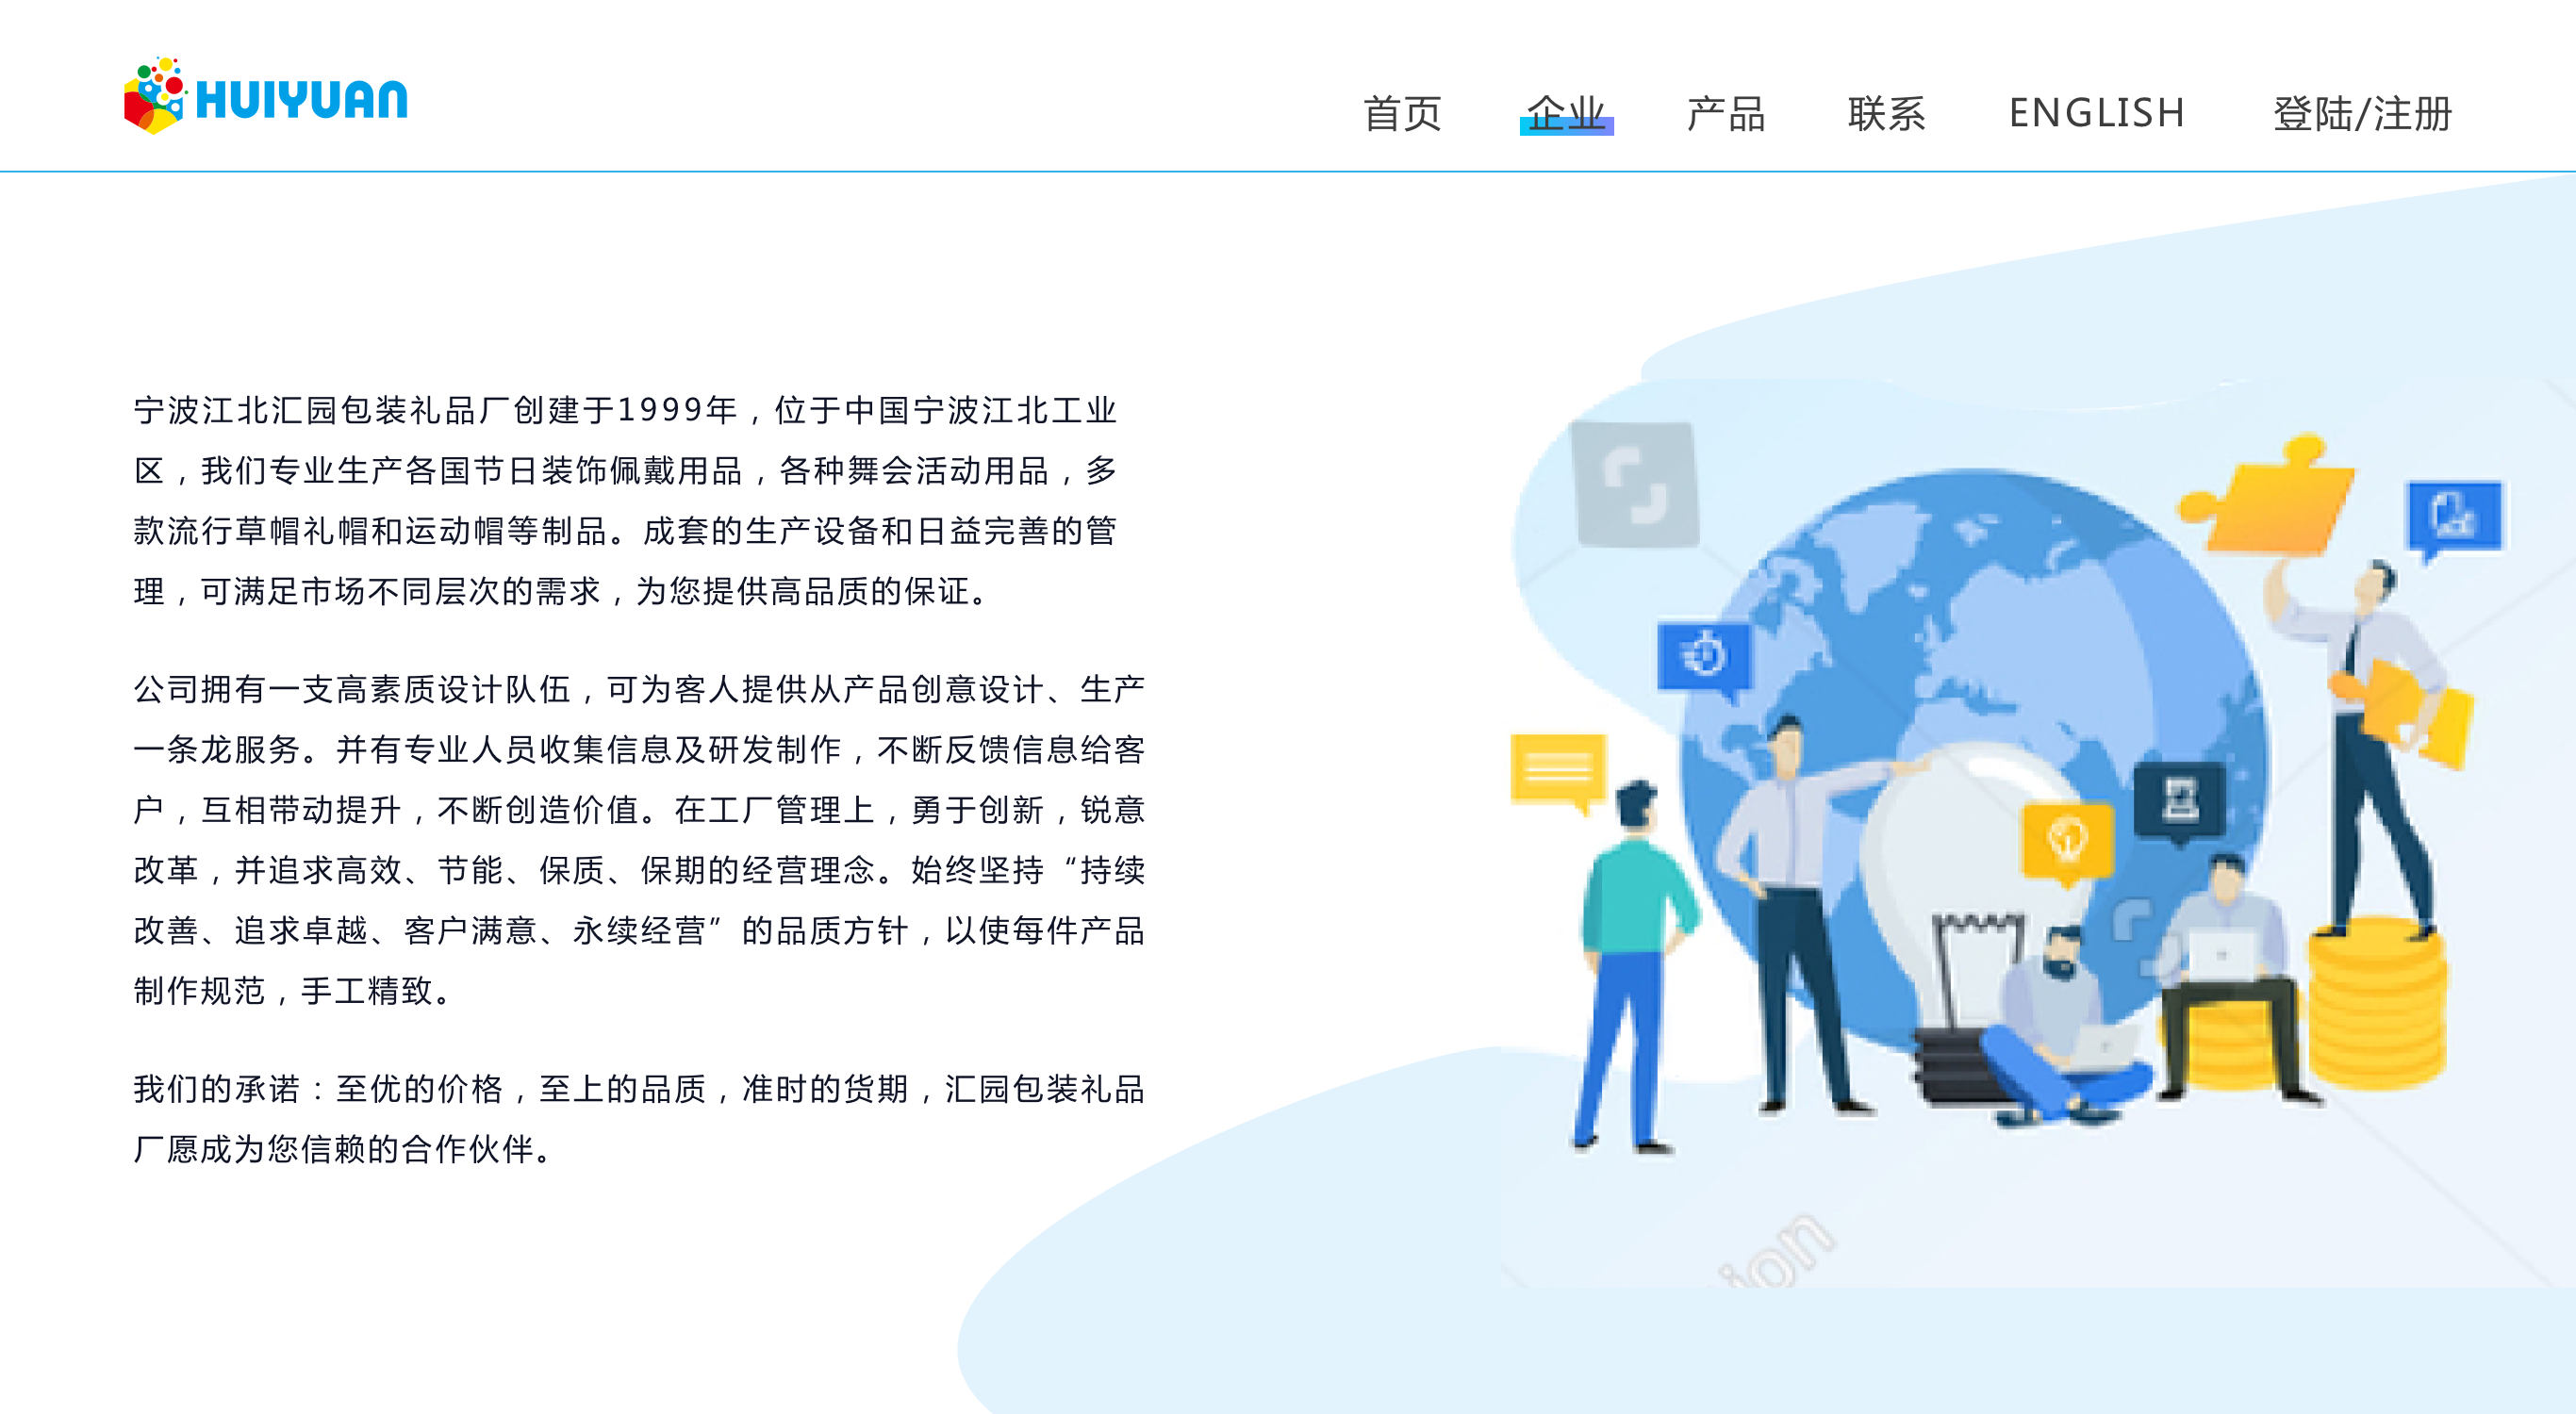 HUIYUAN
首页
企业
产品
联系
ENGLISH
登陆/注册
宁波江北汇园包装礼品厂创建于1999年，位于中国宁波江北工业
区，我们专业生产各国节日装饰佩戴用品，各种舞会活动用品，多
款流行草帽礼帽和运动帽等制品。成套的生产设备和日益完善的管
理，可满足市场不同层次的需求，为您提供高品质的保证。
公司拥有一支高素质设计队伍，可为客人提供从产品创意设计、生产
一条龙服务。并有专业人员收集信息及研发制作，不断反馈信息给客
户，互相带动提升，不断创造价值。在工厂管理上，勇于创新，锐意
改革，并追求高效、节能、保质、保期的经营理念。始终坚持“持续
改善、追求卓越、客户满意、永续经营”的品质方针，以使每件产品
制作规范，手工精致。
我们的承诺：至优的价格，至上的品质，准时的货期，汇园包装礼品
厂愿成为您信赖的合作伙伴。
ion